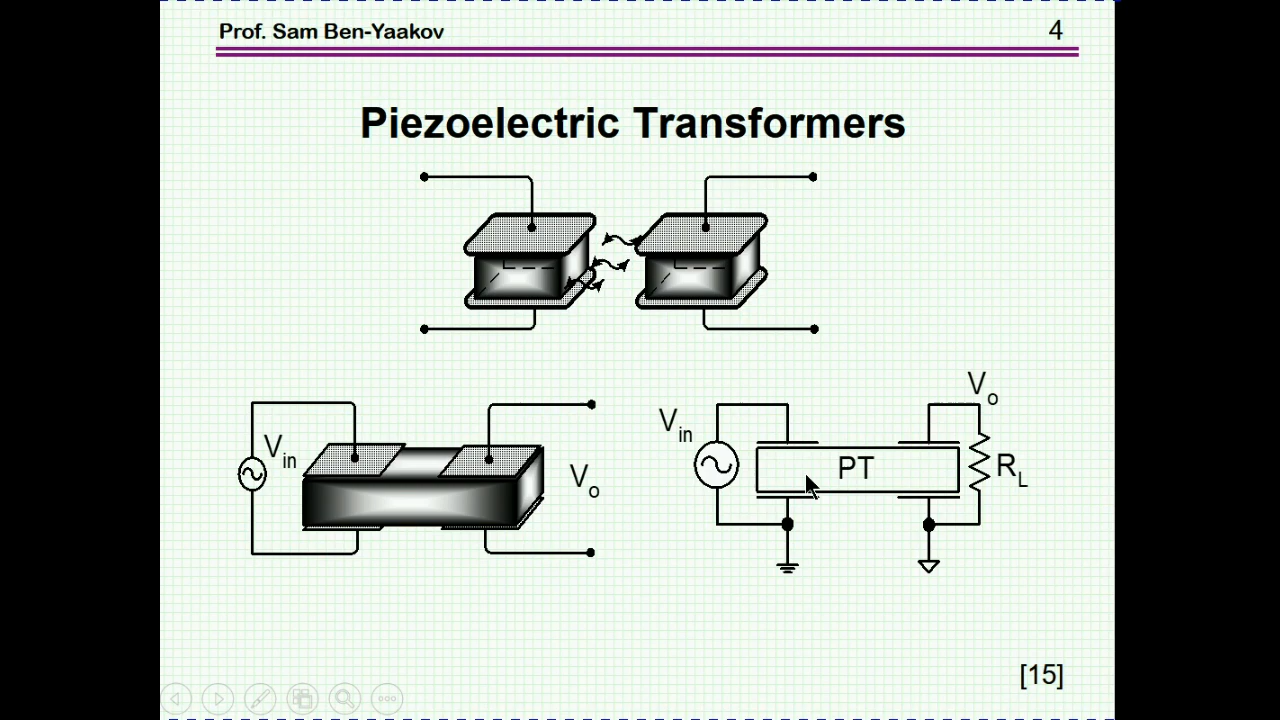 Prof. Sam Ben-Yaakov
4
Piezoelectric Transformers
Vin
Vo
Vin
PT
Vo
RL
[15]